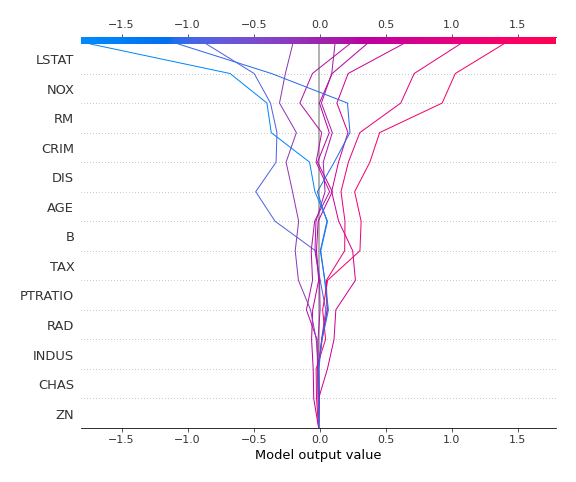 −1.5 −1.0 −0.5 0.0 0.5 1.0 1.5
LSTAT
NOX
RM
CRIM
DIS
AGE
B
TAX
PTRATIO
RAD
INDUS
CHAS
ZN
−1.5 −1.0 −0.5 0.0 0.5 1.0 1.5
Model output value